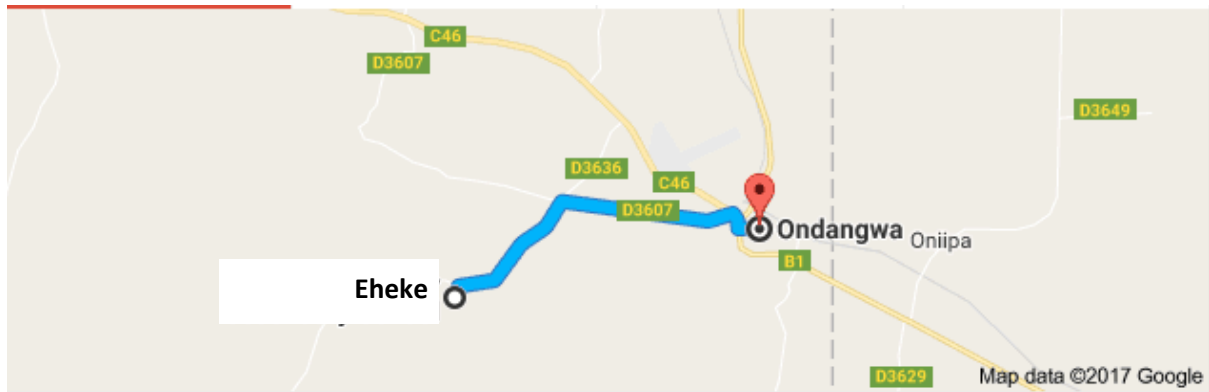 C46
D3607
D3649
D3636
C46
D3607
Ondangwa
Oniipa
B1
Eheke
D3629
Map data ©2017 Google